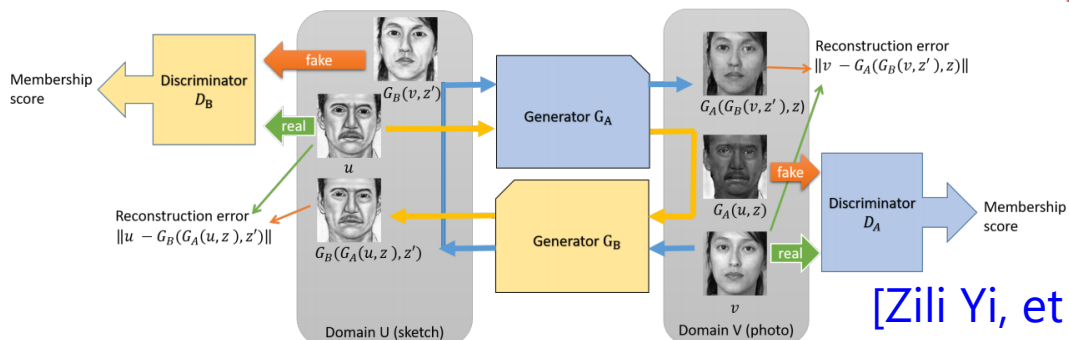 Membership
score
Discriminator
D_B
fake
real
G_B(v, z′)
u
G_B(G_A(u, z), z′)
Reconstruction error
‖u − G_B(G_A(u, z), z′)‖
Domain U (sketch)
Generator G_A
Generator G_B
G_A(G_B(v, z′), z)
G_A(u, z)
v
Domain V (photo)
Reconstruction error
‖v − G_A(G_B(v, z′), z)‖
fake
real
Discriminator
D_A
Membership
score
[Zili Yi, et